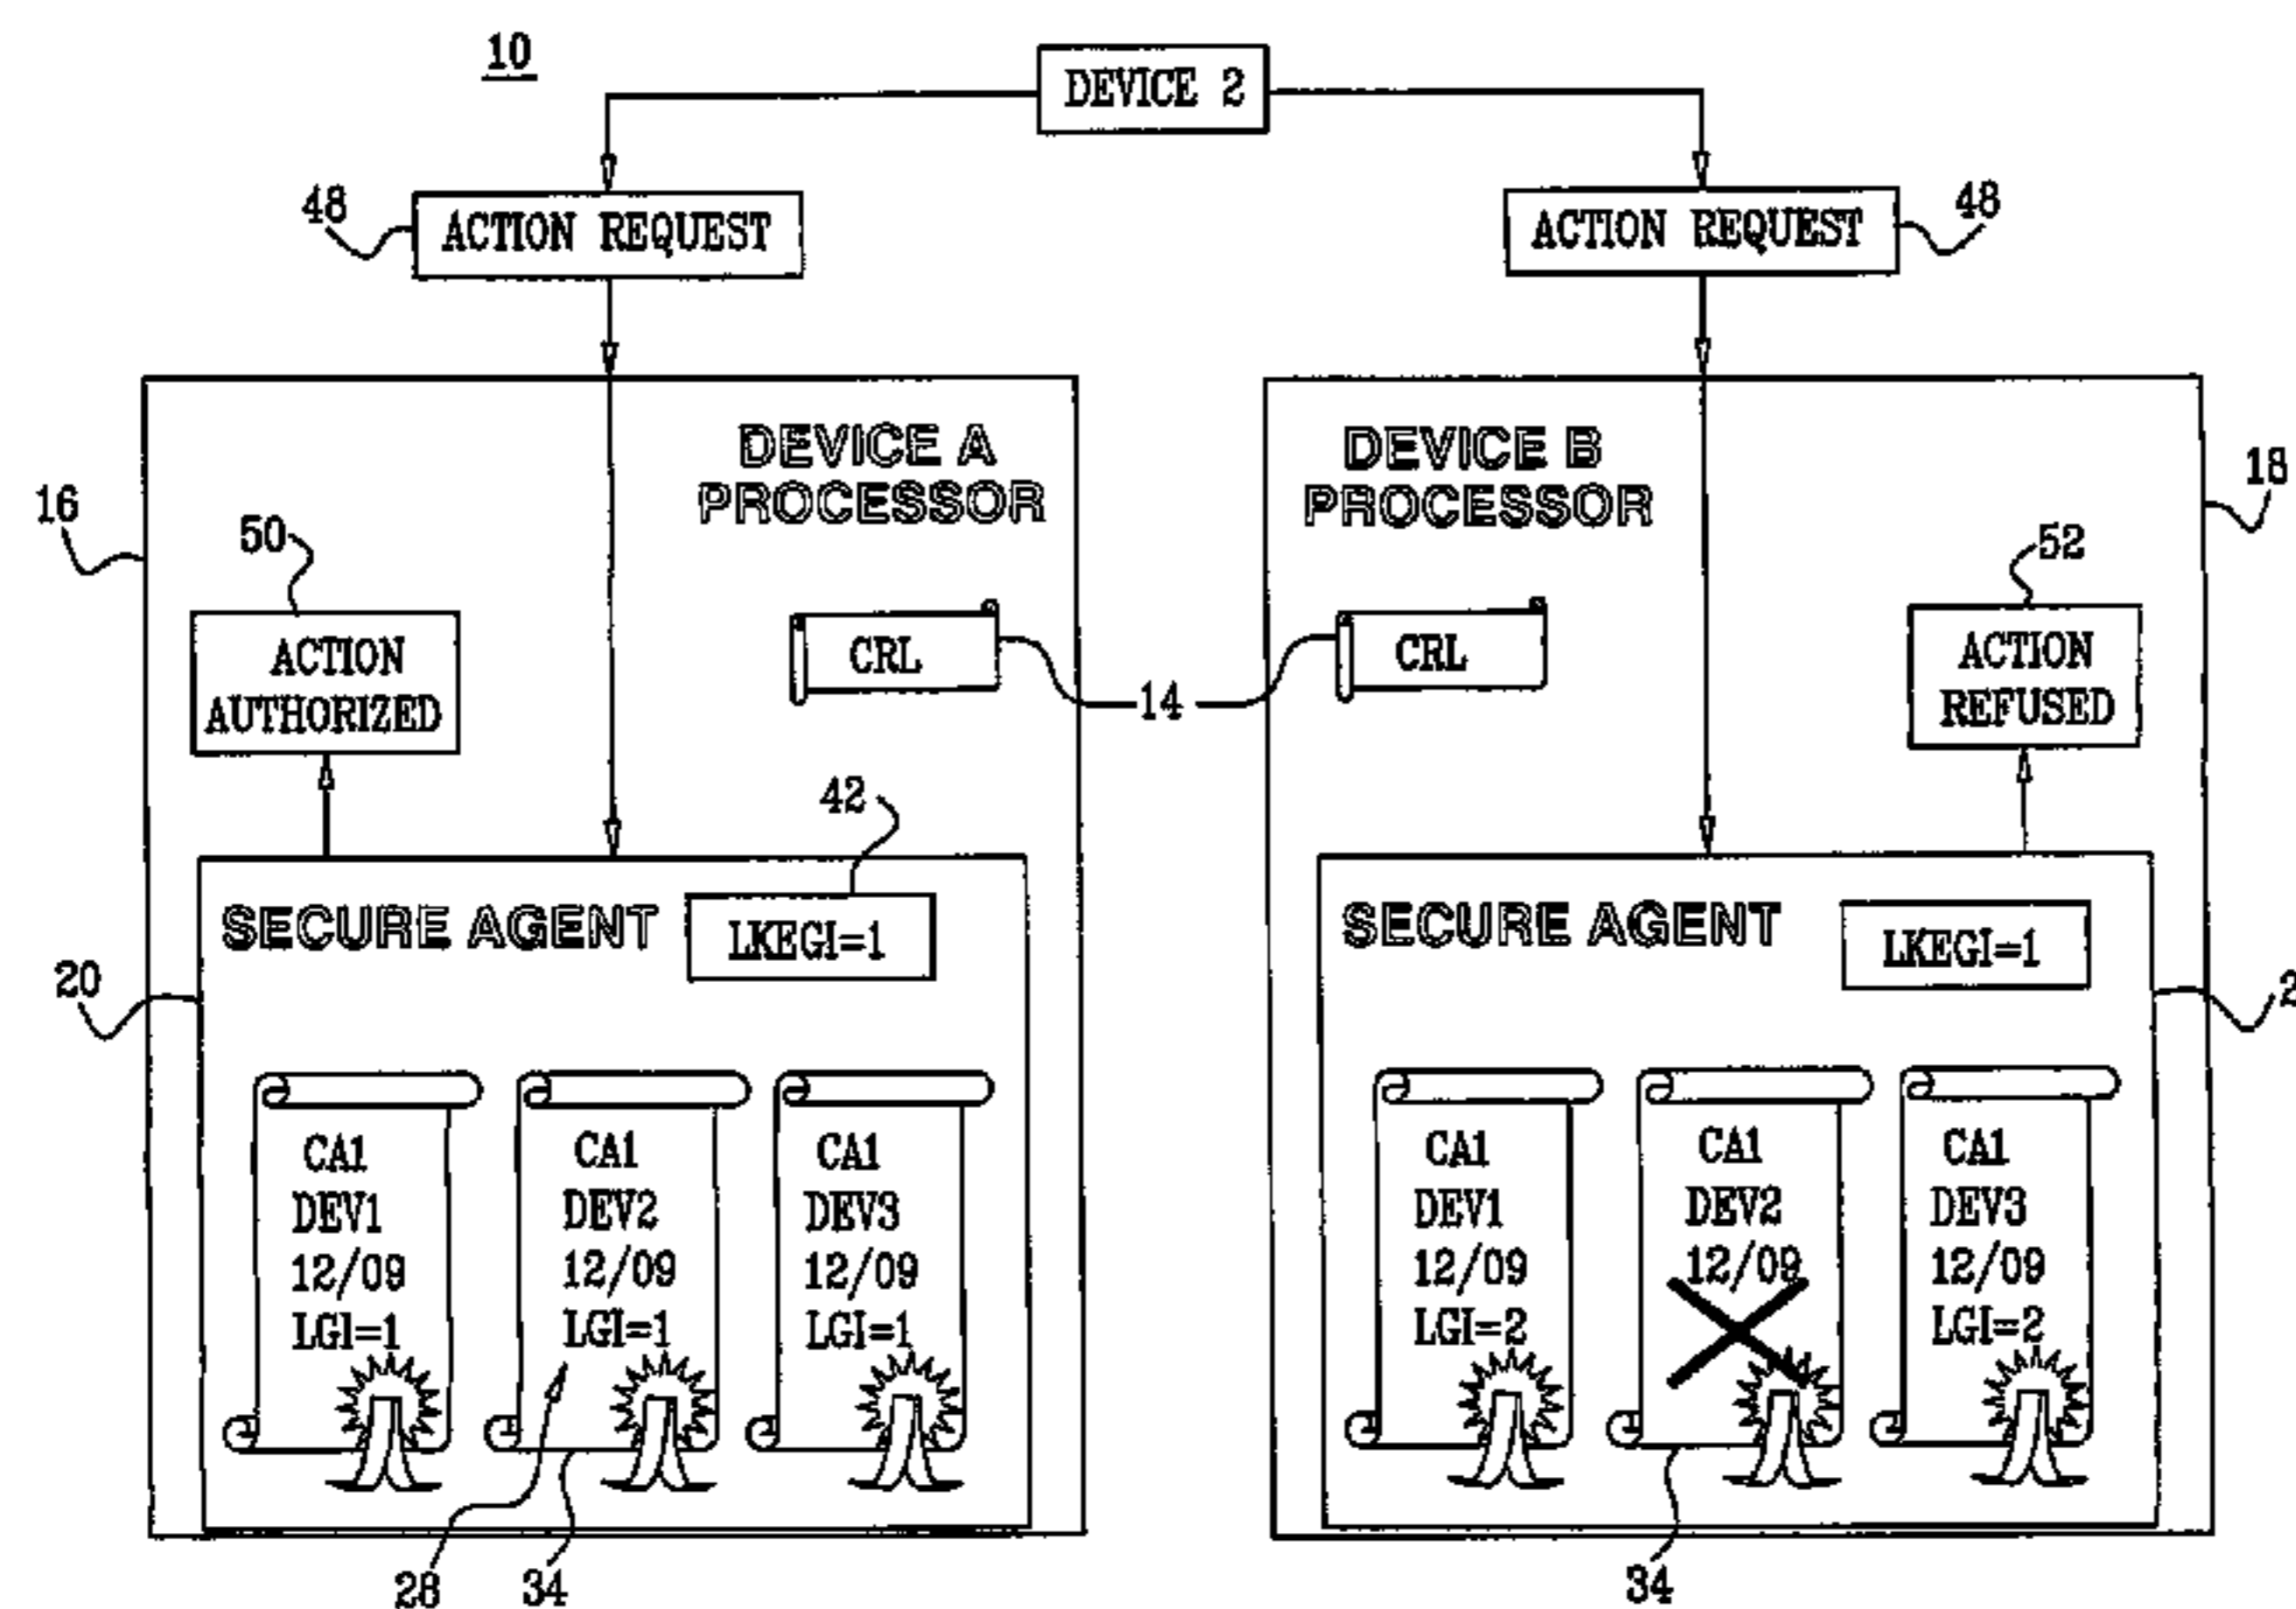 10
DEVICE 2
48
ACTION REQUEST
ACTION REQUEST
48
DEVICE A
PROCESSOR
DEVICE B
PROCESSOR
16
18
50
52
ACTION
AUTHORIZED
CRL
14
CRL
ACTION
REFUSED
42
SECURE AGENT
LKEGI=1
SECURE AGENT
LKEGI=1
20
2
CA1
DEV1
12/09
LGI=1
CA1
DEV2
12/09
LGI=1
CA1
DEV3
12/09
LGI=1
CA1
DEV1
12/09
LGI=2
CA1
DEV2
12/09
CA1
DEV3
12/09
LGI=2
28
34
34